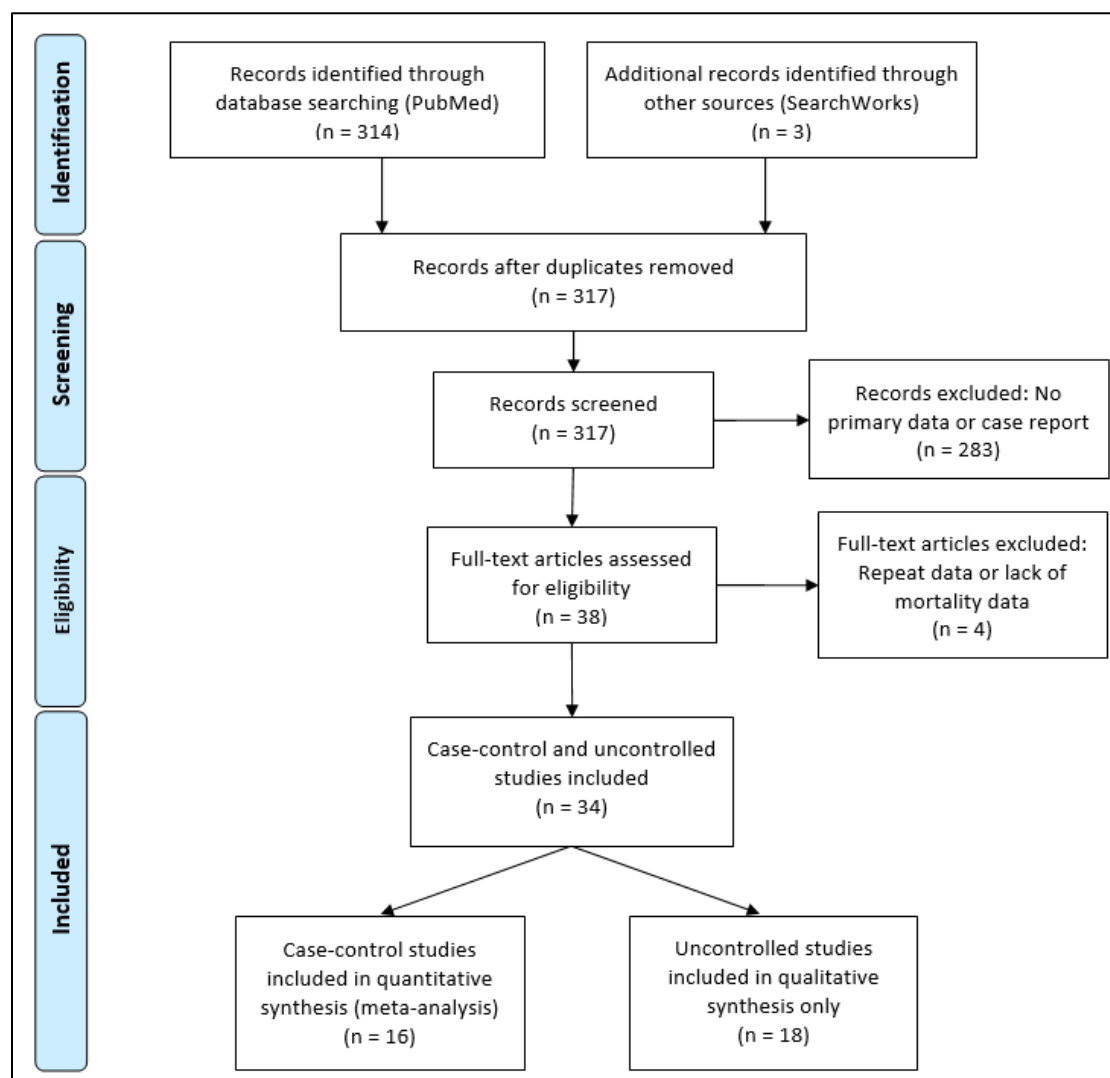 Identification
Records identified through
database searching (PubMed)
(n = 314)
Additional records identified through
other sources (SearchWorks)
(n = 3)
Screening
Records after duplicates removed
(n = 317)
Records screened
(n = 317)
Records excluded: No
primary data or case report
(n = 283)
Eligibility
Full-text articles assessed
for eligibility
(n = 38)
Full-text articles excluded:
Repeat data or lack of
mortality data
(n = 4)
Included
Case-control and uncontrolled
studies included
(n = 34)
Case-control studies
included in quantitative
synthesis (meta-analysis)
(n = 16)
Uncontrolled studies
included in qualitative
synthesis only
(n = 18)